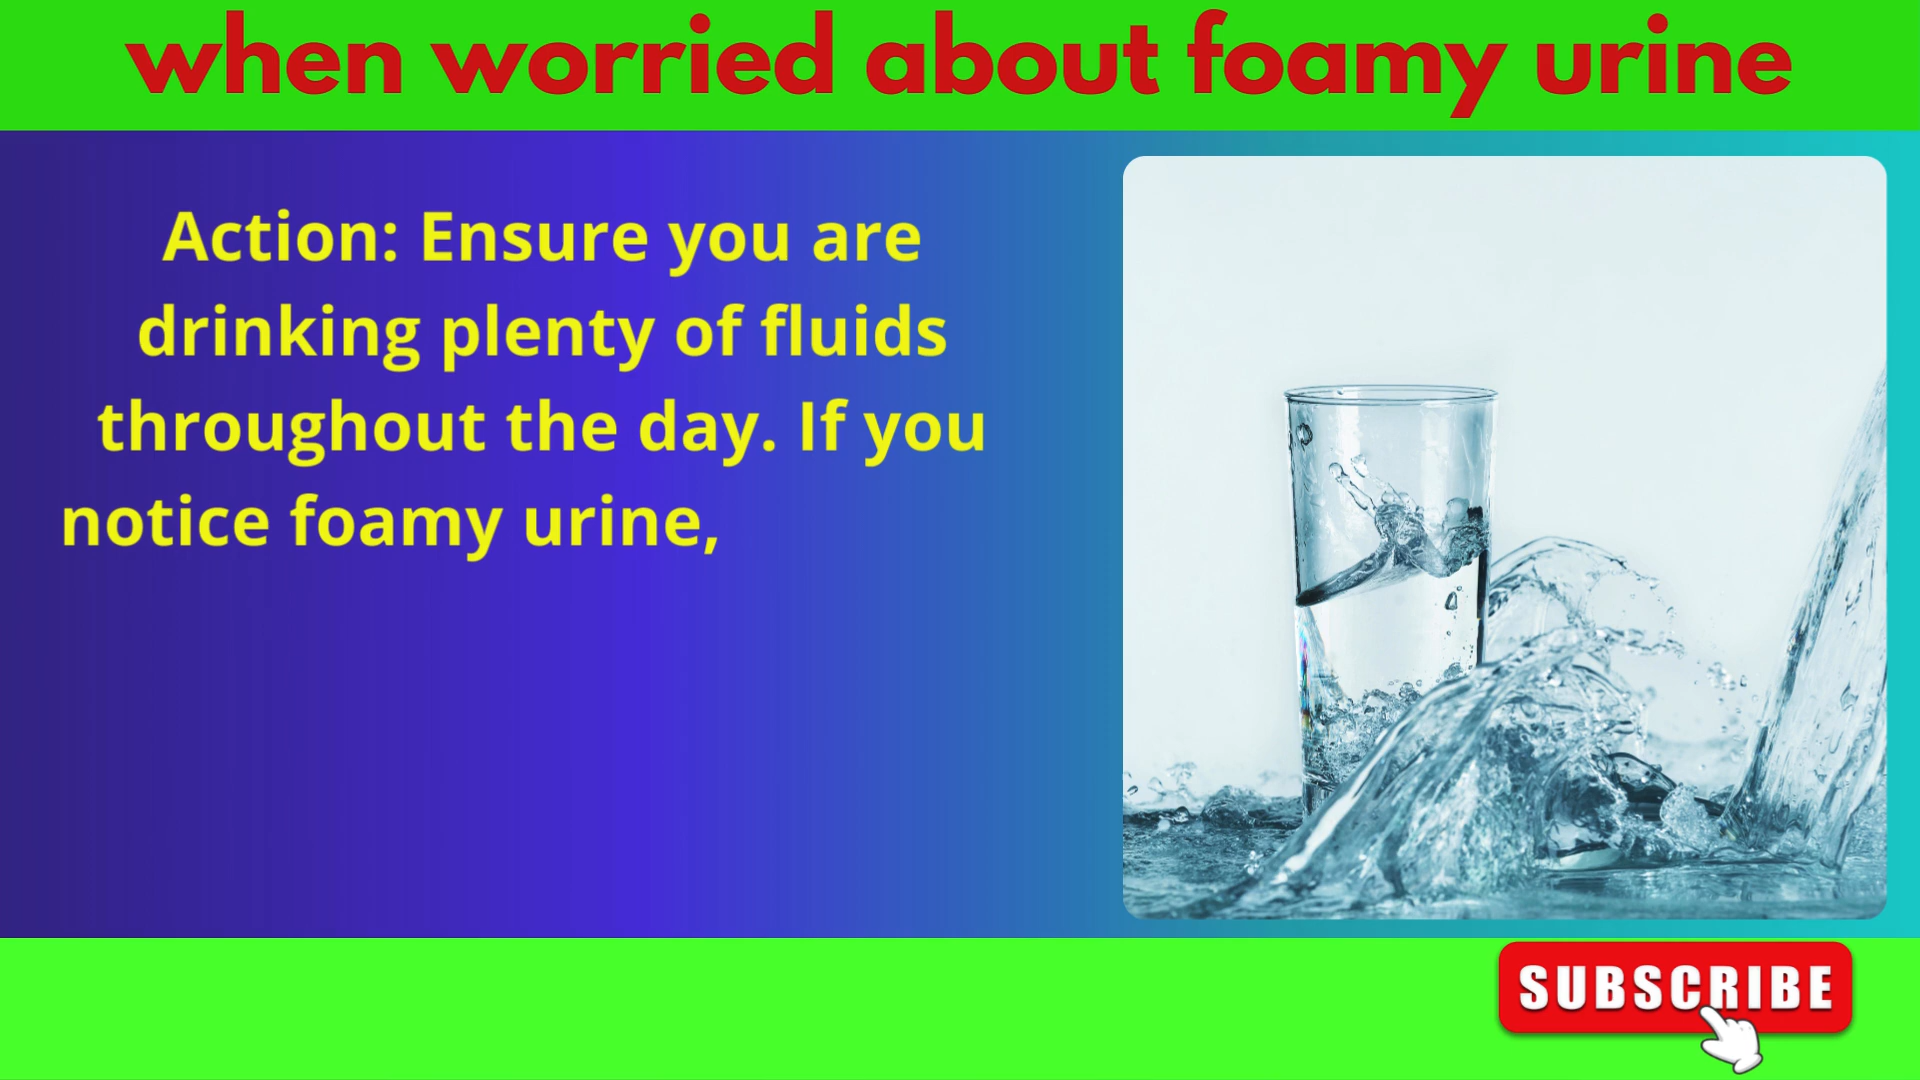 when worried about foamy urine
Action: Ensure you are
drinking plenty of fluids
throughout the day. If you
notice foamy urine,
SUBSCRIBE